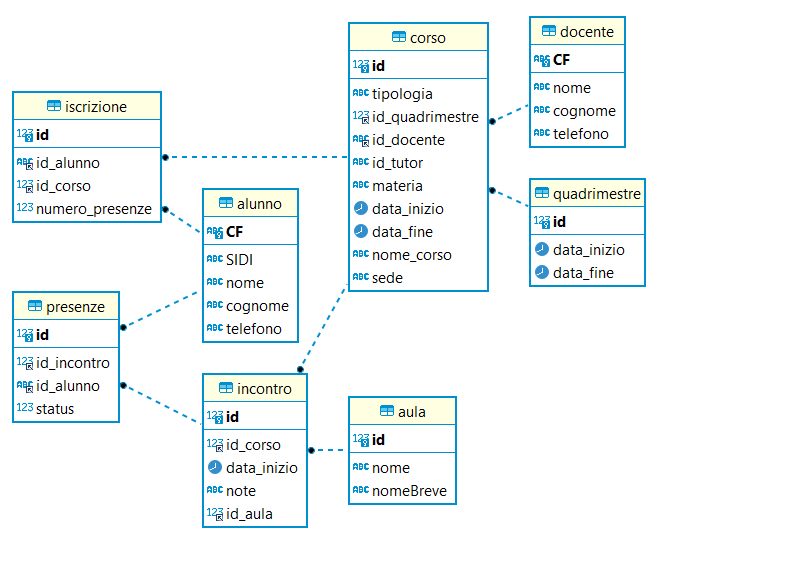 iscrizione
123 id
ABC id_alunno
123 id_corso
123 numero_presenze
presenze
123 id
123 id_incontro
ABC id_alunno
123 status
alunno
ABC CF
ABC SIDI
ABC nome
ABC cognome
ABC telefono
incontro
123 id
123 id_corso
data_inizio
ABC note
123 id_aula
corso
123 id
ABC tipologia
123 id_quadrimestre
ABC id_docente
ABC id_tutor
ABC materia
data_inizio
data_fine
ABC nome_corso
ABC sede
aula
123 id
ABC nome
ABC nomeBreve
docente
ABC CF
ABC nome
ABC cognome
ABC telefono
quadrimestre
123 id
data_inizio
data_fine